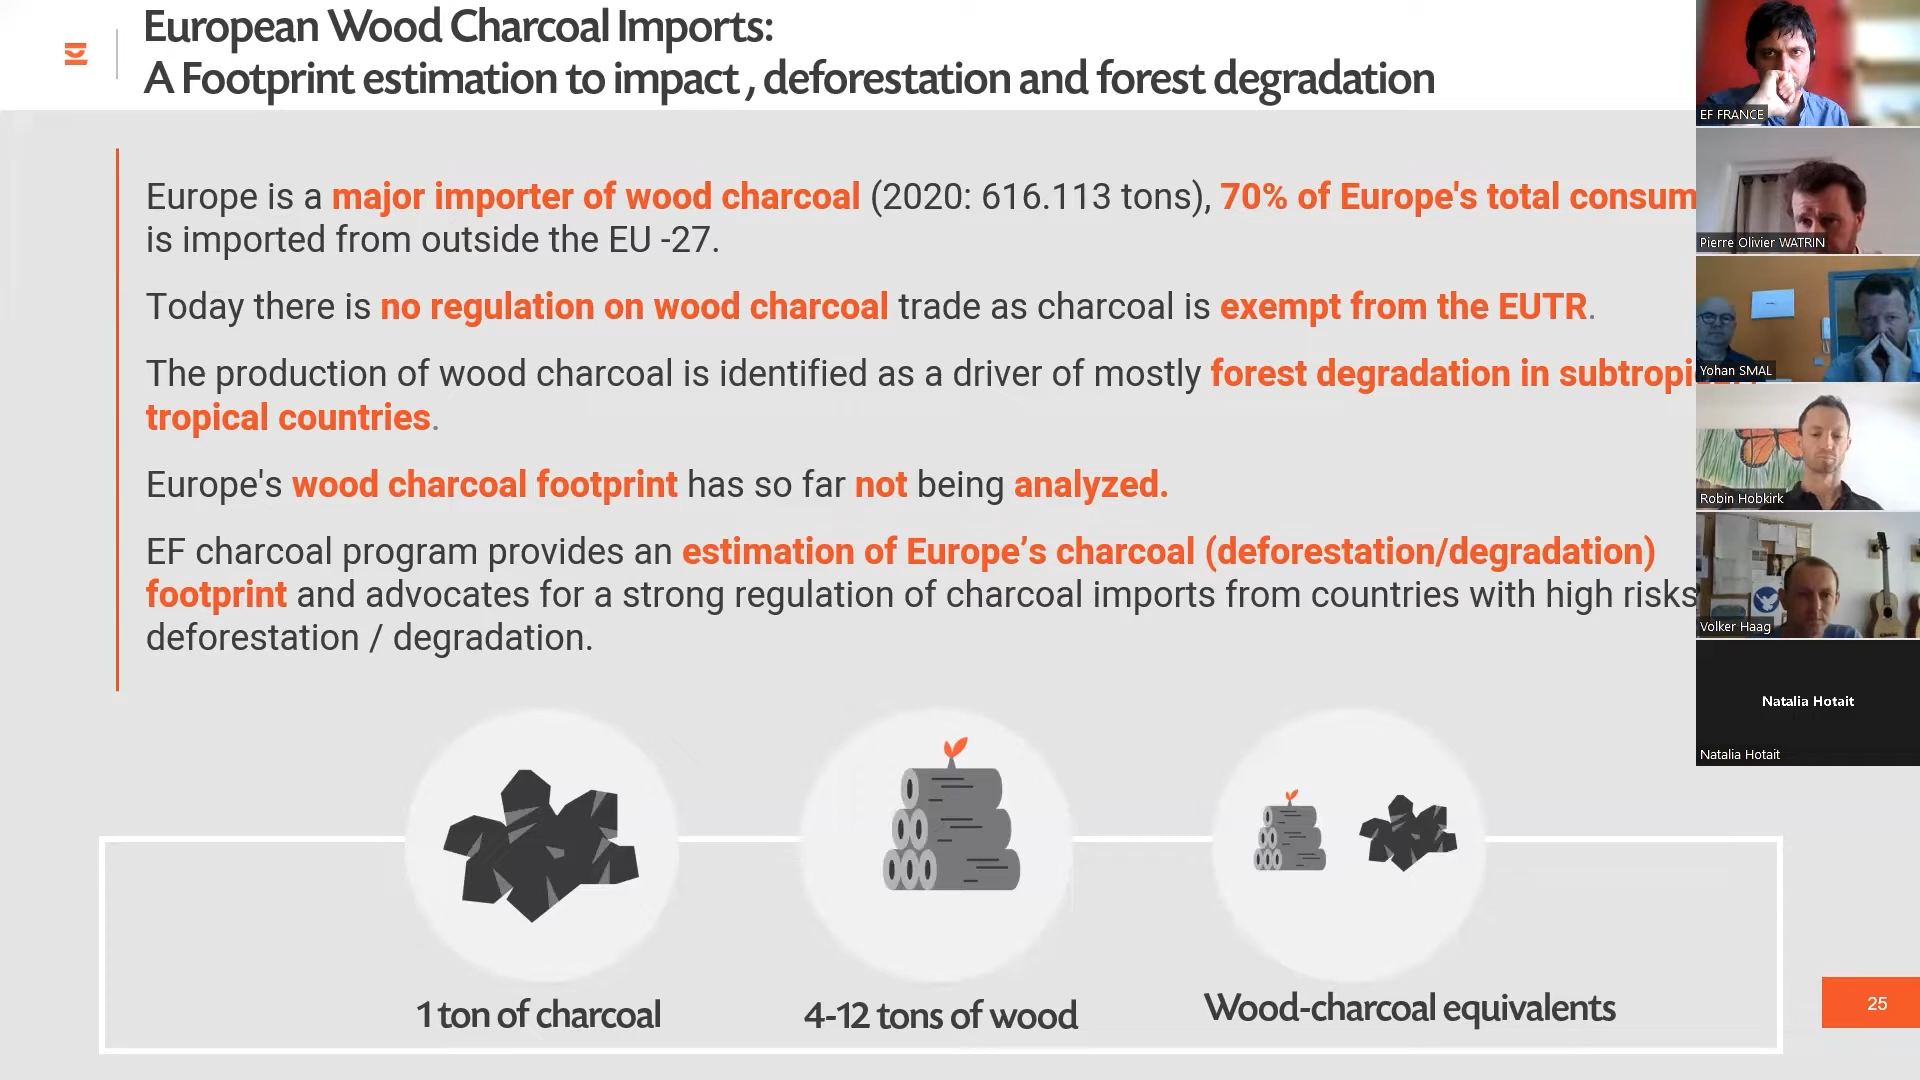 European Wood Charcoal Imports:
A Footprint estimation to impact , deforestation and forest degradation
Europe is a major importer of wood charcoal (2020: 616.113 tons), 70% of Europe's total consum
is imported from outside the EU -27.
Today there is no regulation on wood charcoal trade as charcoal is exempt from the EUTR.
The production of wood charcoal is identified as a driver of mostly forest degradation in subtropi
tropical countries.
Europe's wood charcoal footprint has so far not being analyzed.
EF charcoal program provides an estimation of Europe’s charcoal (deforestation/degradation)
footprint and advocates for a strong regulation of charcoal imports from countries with high risks
deforestation / degradation.
1 ton of charcoal
4-12 tons of wood
Wood-charcoal equivalents
25
EF FRANCE
Pierre Olivier WATRIN
Yohan SMAL
Robin Hobkirk
Volker Haag
Natalia Hotait
Natalia Hotait